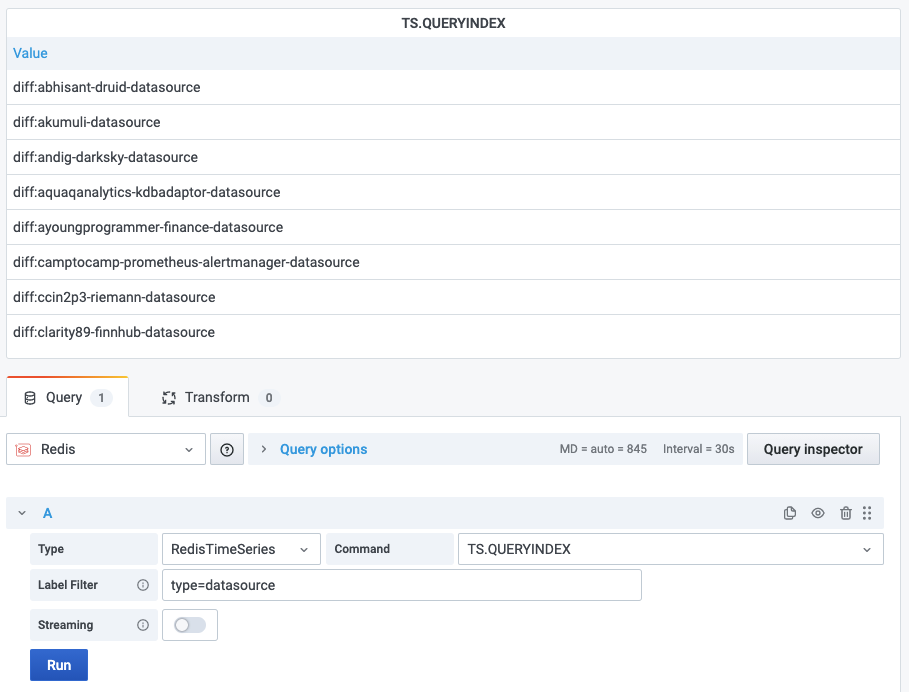 TS.QUERYINDEX
Value
diff:abhisant-druid-datasource
diff:akumuli-datasource
diff:andig-darksky-datasource
diff:aquaqanalytics-kdbadaptor-datasource
diff:ayoungprogrammer-finance-datasource
diff:camptocamp-prometheus-alertmanager-datasource
diff:ccin2p3-riemann-datasource
diff:clarity89-finnhub-datasource
Query 1 Transform 0
Redis Query options MD = auto = 845 Interval = 30s Query inspector
A
Type RedisTimeSeries Command TS.QUERYINDEX
Label Filter type=datasource
Streaming
Run